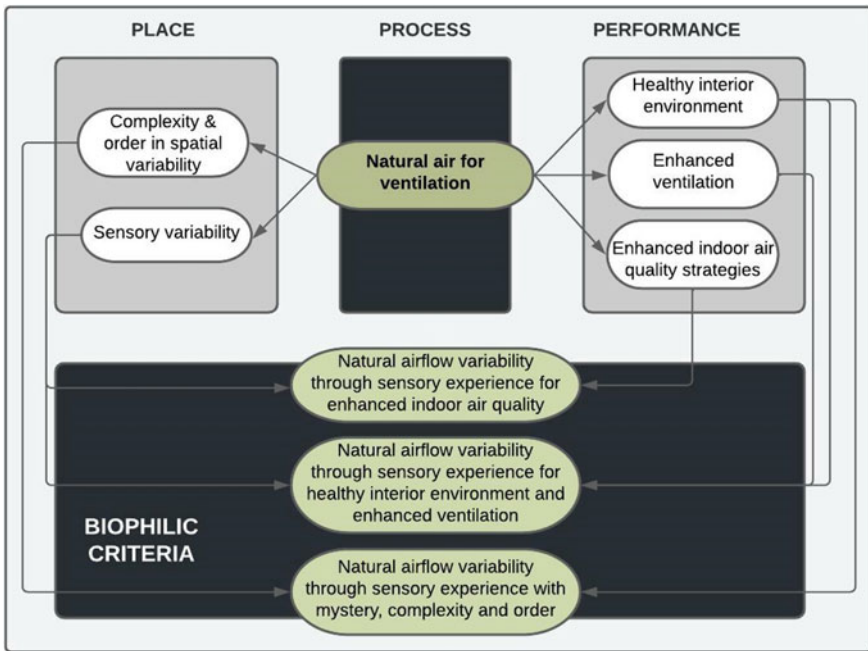 PLACE
PROCESS
PERFORMANCE
Complexity &
order in spatial
variability
Sensory variability
Natural air for
ventilation
Healthy interior
environment
Enhanced
ventilation
Enhanced indoor air
quality strategies
Natural airflow variability
through sensory experience for
enhanced indoor air quality
Natural airflow variability
through sensory experience for
healthy interior environment and
enhanced ventilation
BIOPHILIC
CRITERIA
Natural airflow variability
through sensory experience with
mystery, complexity and order